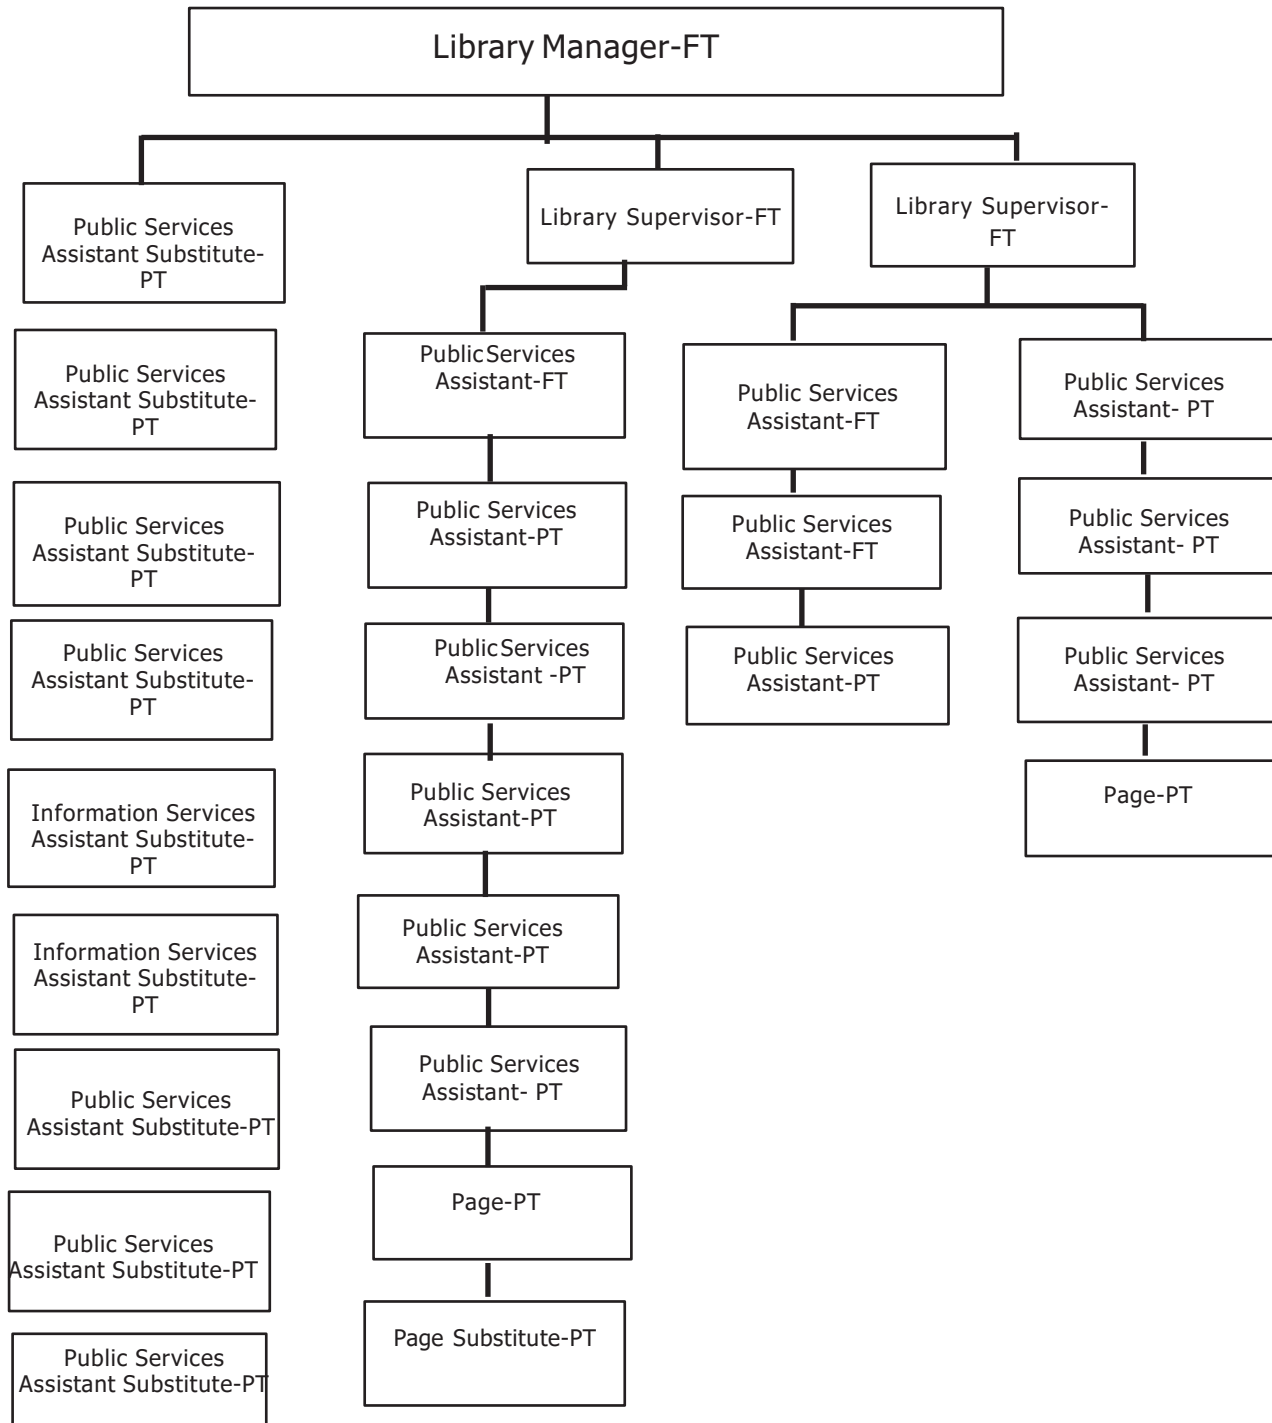 Library Manager-FT
Public Services
Assistant Substitute-
PT
Library Supervisor-FT
Library Supervisor-
FT
Public Services
Assistant Substitute-
PT
Public Services
Assistant-FT
Public Services
Assistant-FT
Public Services
Assistant- PT
Public Services
Assistant Substitute-
PT
Public Services
Assistant-PT
Public Services
Assistant-FT
Public Services
Assistant- PT
Public Services
Assistant Substitute-
PT
Public Services
Assistant -PT
Public Services
Assistant-PT
Public Services
Assistant- PT
Information Services
Assistant Substitute-
PT
Public Services
Assistant-PT
Page-PT
Information Services
Assistant Substitute-
PT
Public Services
Assistant-PT
Public Services
Assistant Substitute-PT
Public Services
Assistant- PT
Public Services
Assistant Substitute-PT
Page-PT
Public Services
Assistant Substitute-PT
Page Substitute-PT